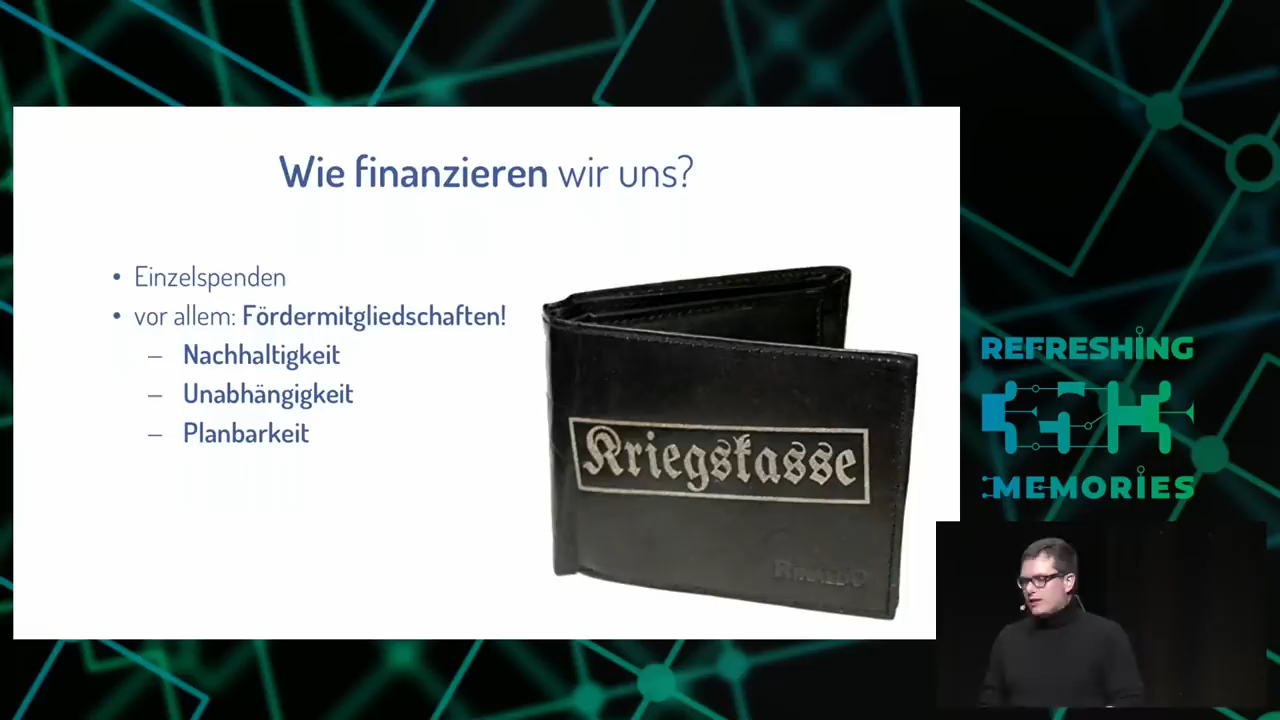 Wie finanzieren wir uns?
• Einzelspenden
• vor allem: Fördermitgliedschaften!
– Nachhaltigkeit
– Unabhängigkeit
– Planbarkeit
Kriegskasse
REFRESHING
MEMORIES